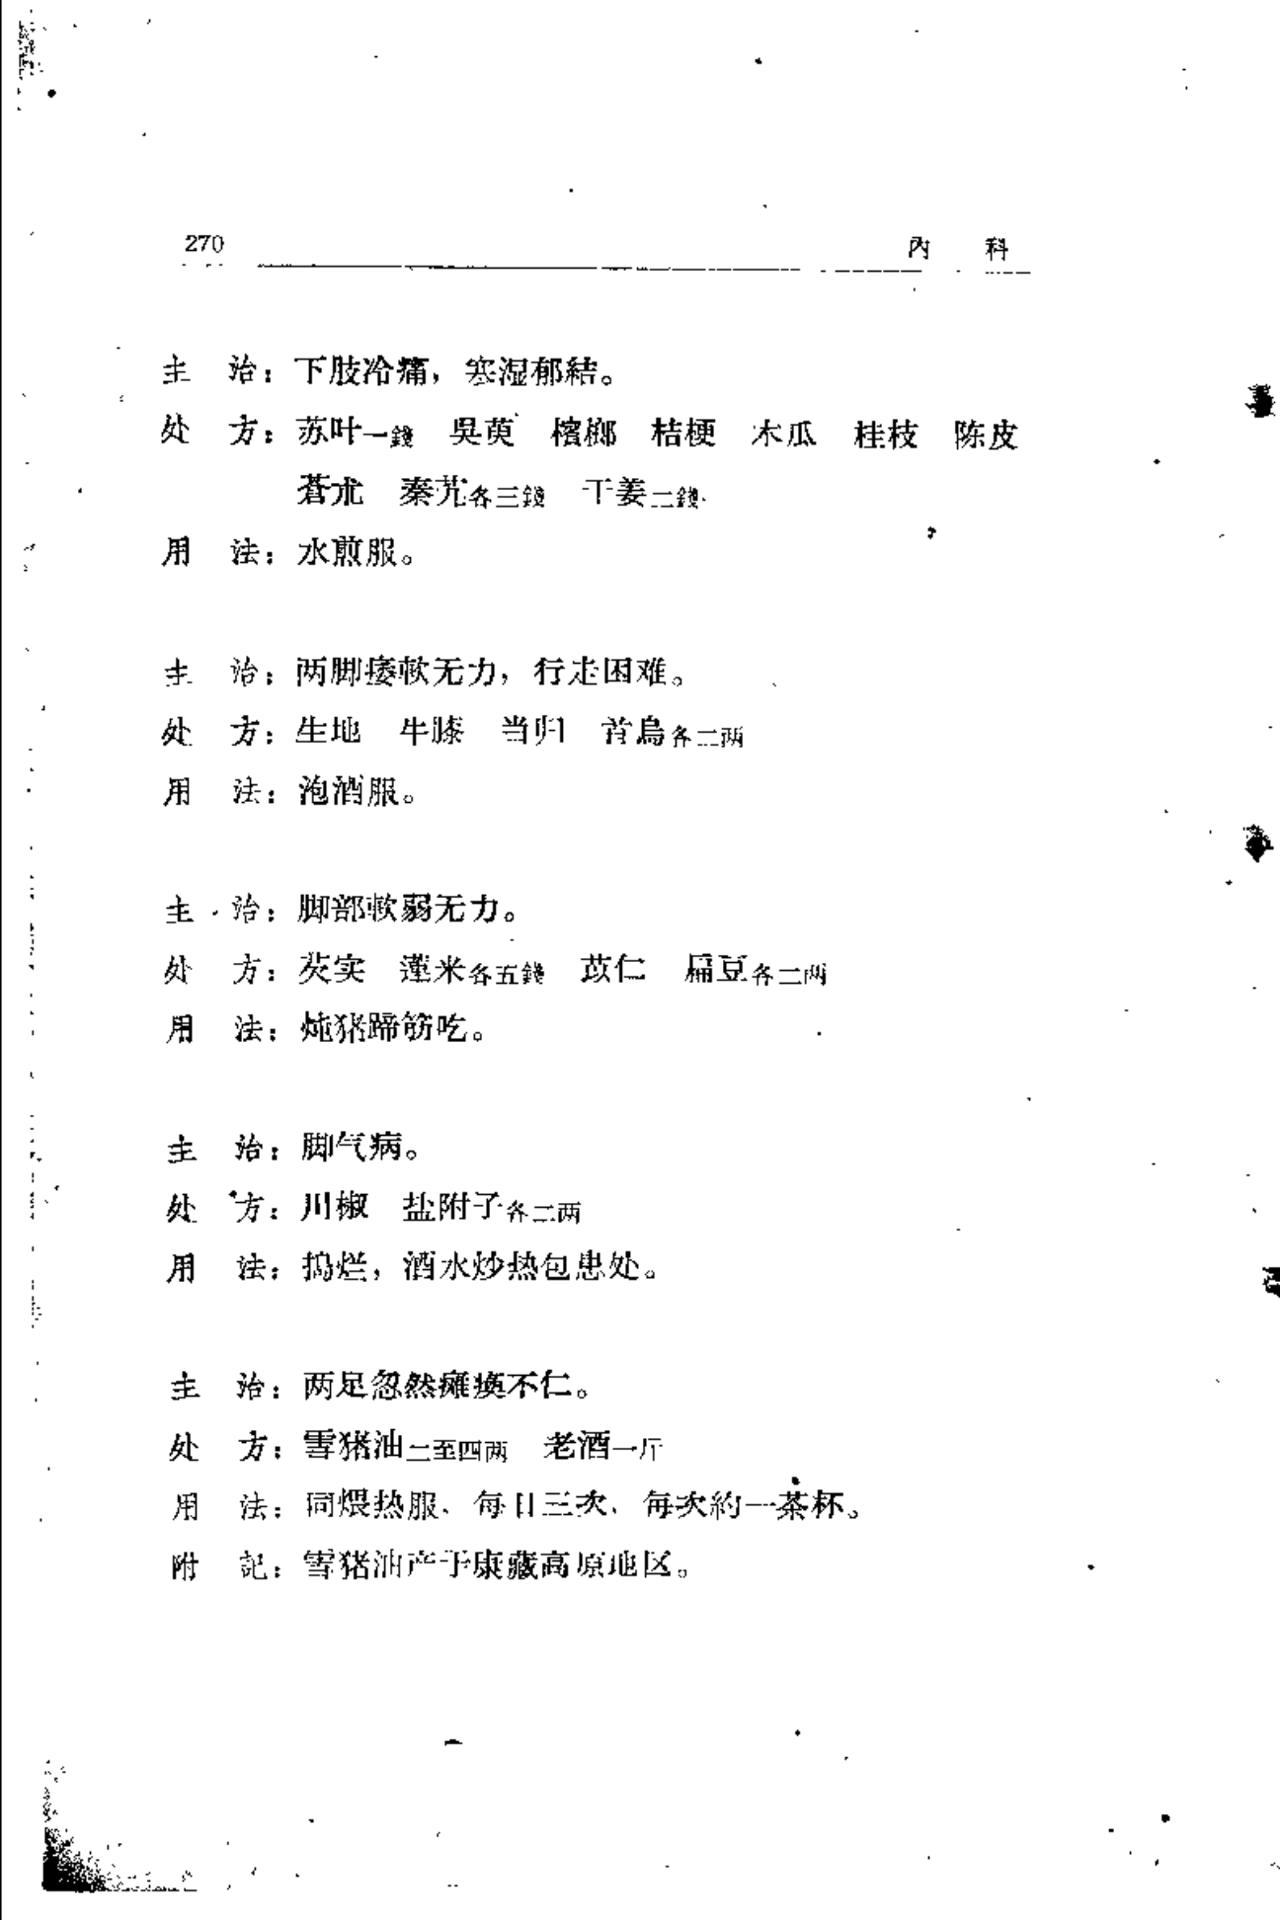 270 内 科
主 治：下肢冷痛，寒湿郁結。
处 方：苏叶一錢 吳萸 檳榔 桔梗 木瓜 桂枝 陈皮
蒼朮 秦艽各三錢 干姜二錢
用 法：水煎服。
主 治：两脚痿軟无力，行走困难。
处 方：生地 牛膝 当归 首烏各二两
用 法：泡酒服。
主 治：脚部軟弱无力。
处 方：芡实 蓮米各五錢 苡仁 扁豆各二两
用 法：炖猪蹄筋吃。
主 治：脚气病。
处 方：川椒 盐附子各二两
用 法：捣烂，酒水炒热包患处。
主 治：两足忽然瘫痪不仁。
处 方：雪猪油二至四两 老酒一斤
用 法：同煨热服、每日三次、每次約一茶杯。
附 記：雪猪油产于康藏高原地区。